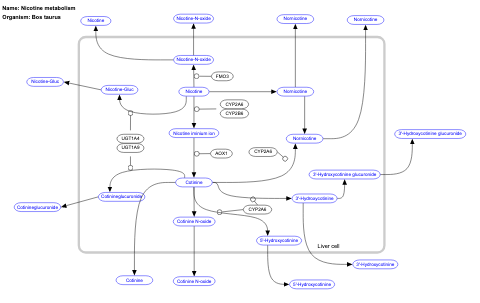 Name: Nicotine metabolism
Organism: Bos taurus
Nicotine
Nicotine-N-oxide
Nornicotine
Nornicotine
Nicotine-N-oxide
FMO3
Nicotine-Gluc
Nicotine-Gluc
Nicotine
Nornicotine
CYP2A6
CYP2B6
Nicotine iminium ion
UGT1A4
UGT1A9
Nornicotine
3'-Hydroxycotinine glucuronide
AOX1
CYP2A6
3'-Hydroxycotinine glucuronide
Cotinine
Cotinineglucuronide
3'-Hydroxycotinine
Cotinineglucuronide
CYP2A6
Cotinine N-oxide
5'-Hydroxycotinine
Liver cell
3'-Hydroxycotinine
Cotinine
Cotinine N-oxide
5'-Hydroxycotinine